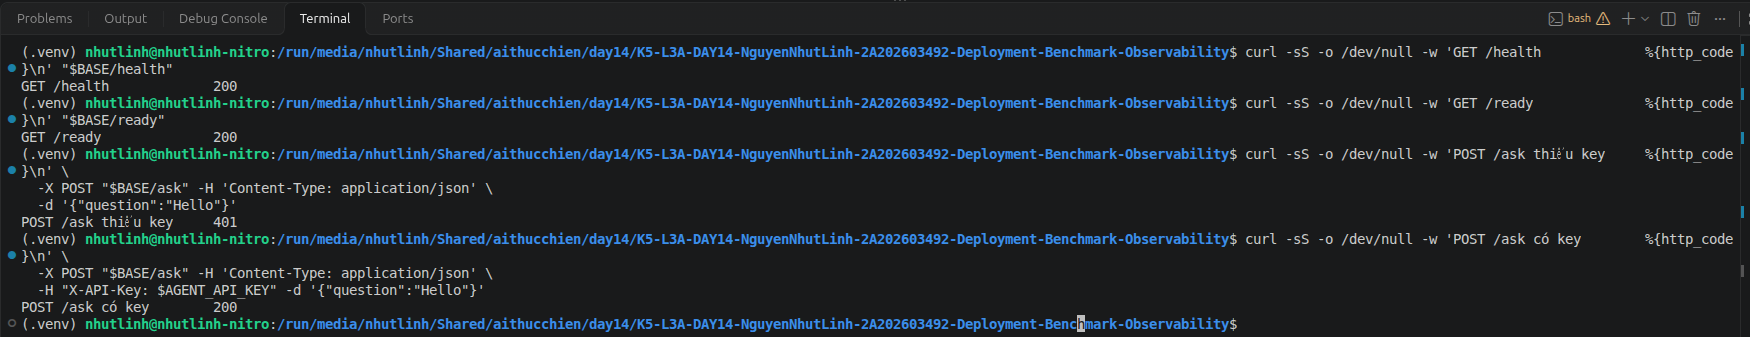 Problems Output Debug Console Terminal Ports bash
(.venv) nhutlinh@nhutlinh-nitro:/run/media/nhutlinh/Shared/aithucchien/day14/K5-L3A-DAY14-NguyenNhutLinh-2A202603492-Deployment-Benchmark-Observability$ curl -sS -o /dev/null -w 'GET /health             %{http_code
}\n' "$BASE/health"
GET /health             200
(.venv) nhutlinh@nhutlinh-nitro:/run/media/nhutlinh/Shared/aithucchien/day14/K5-L3A-DAY14-NguyenNhutLinh-2A202603492-Deployment-Benchmark-Observability$ curl -sS -o /dev/null -w 'GET /ready              %{http_code
}\n' "$BASE/ready"
GET /ready              200
(.venv) nhutlinh@nhutlinh-nitro:/run/media/nhutlinh/Shared/aithucchien/day14/K5-L3A-DAY14-NguyenNhutLinh-2A202603492-Deployment-Benchmark-Observability$ curl -sS -o /dev/null -w 'POST /ask thiếu key     %{http_code
}\n' \
  -X POST "$BASE/ask" -H 'Content-Type: application/json' \
  -d '{"question":"Hello"}'
POST /ask thiếu key     401
(.venv) nhutlinh@nhutlinh-nitro:/run/media/nhutlinh/Shared/aithucchien/day14/K5-L3A-DAY14-NguyenNhutLinh-2A202603492-Deployment-Benchmark-Observability$ curl -sS -o /dev/null -w 'POST /ask có key        %{http_code
}\n' \
  -X POST "$BASE/ask" -H 'Content-Type: application/json' \
  -H "X-API-Key: $AGENT_API_KEY" -d '{"question":"Hello"}'
POST /ask có key        200
(.venv) nhutlinh@nhutlinh-nitro:/run/media/nhutlinh/Shared/aithucchien/day14/K5-L3A-DAY14-NguyenNhutLinh-2A202603492-Deployment-Benchmark-Observability$